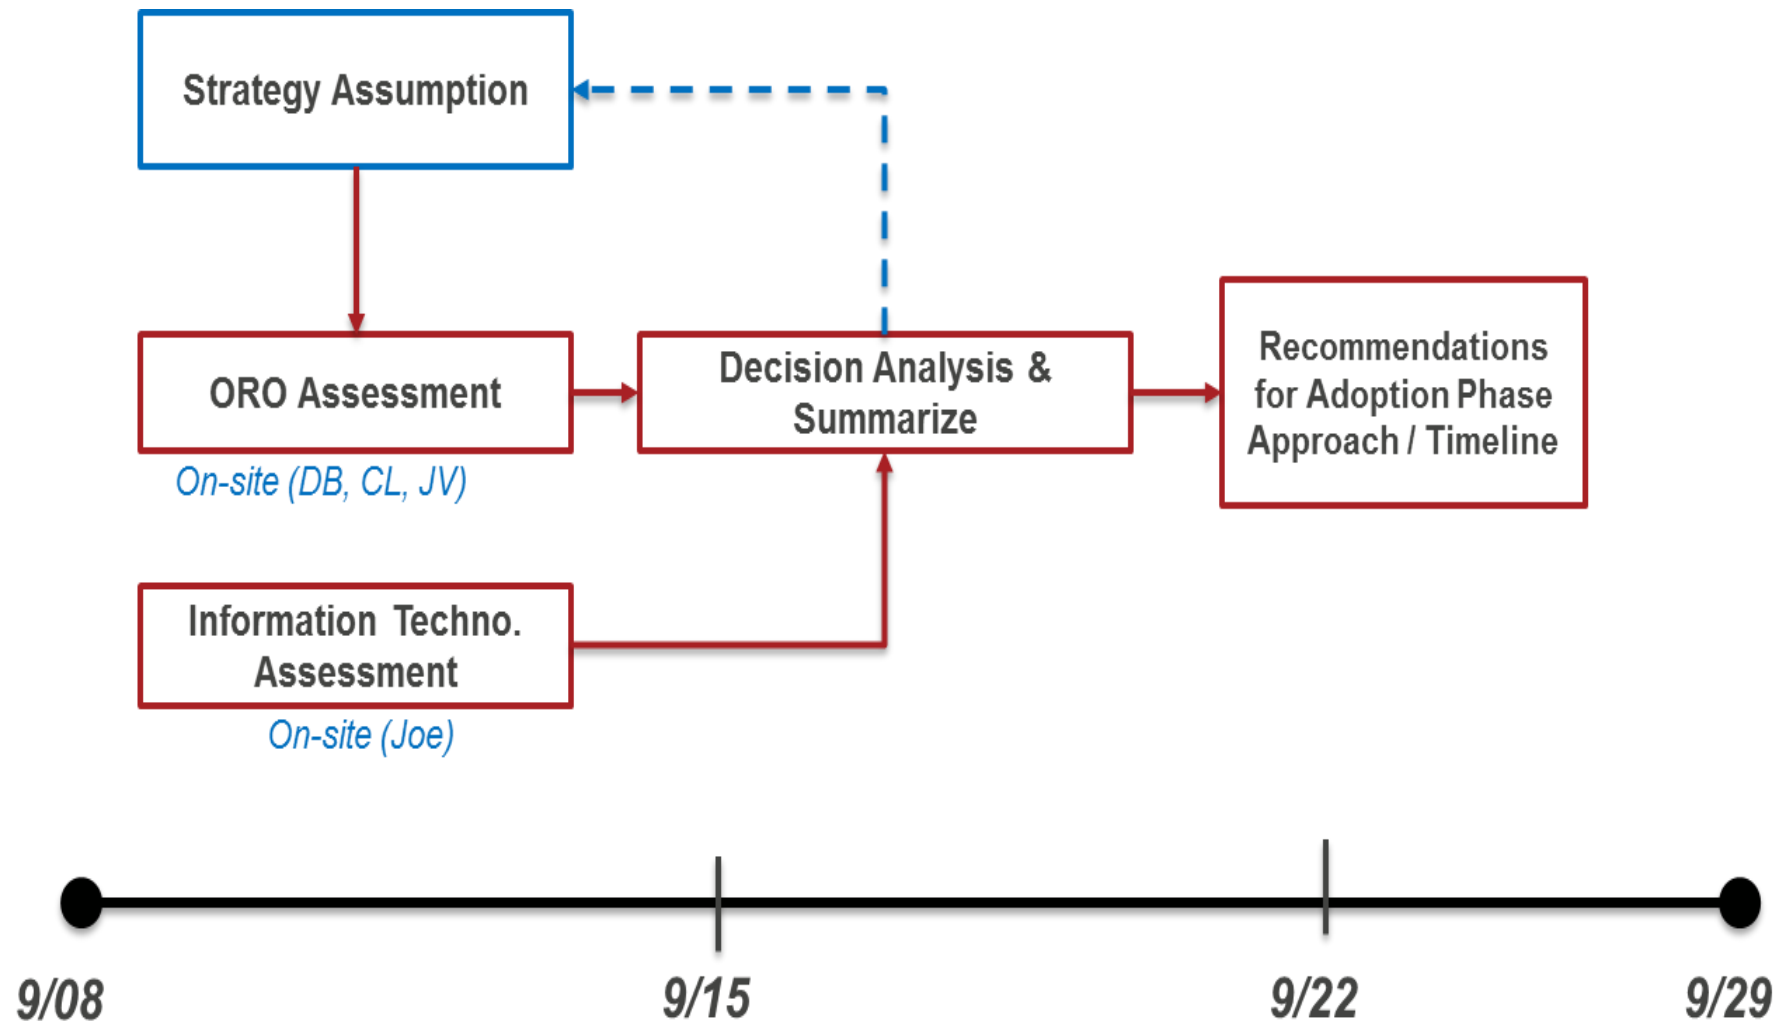 Strategy Assumption
ORO Assessment
On-site (DB, CL, JV)
Decision Analysis &
Summarize
Recommendations
for Adoption Phase
Approach / Timeline
Information Techno.
Assessment
On-site (Joe)
9/08
9/15
9/22
9/29